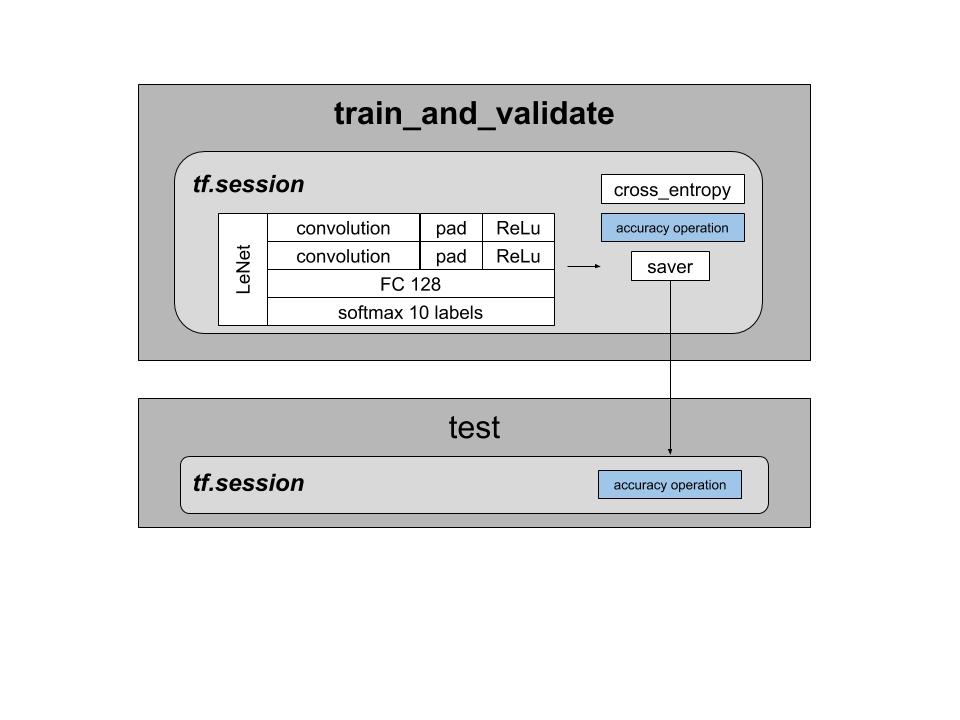 train_and_validate
tf.session
cross_entropy
accuracy operation
saver
LeNet
convolution pad ReLu
convolution pad ReLu
FC 128
softmax 10 labels
test
tf.session
accuracy operation